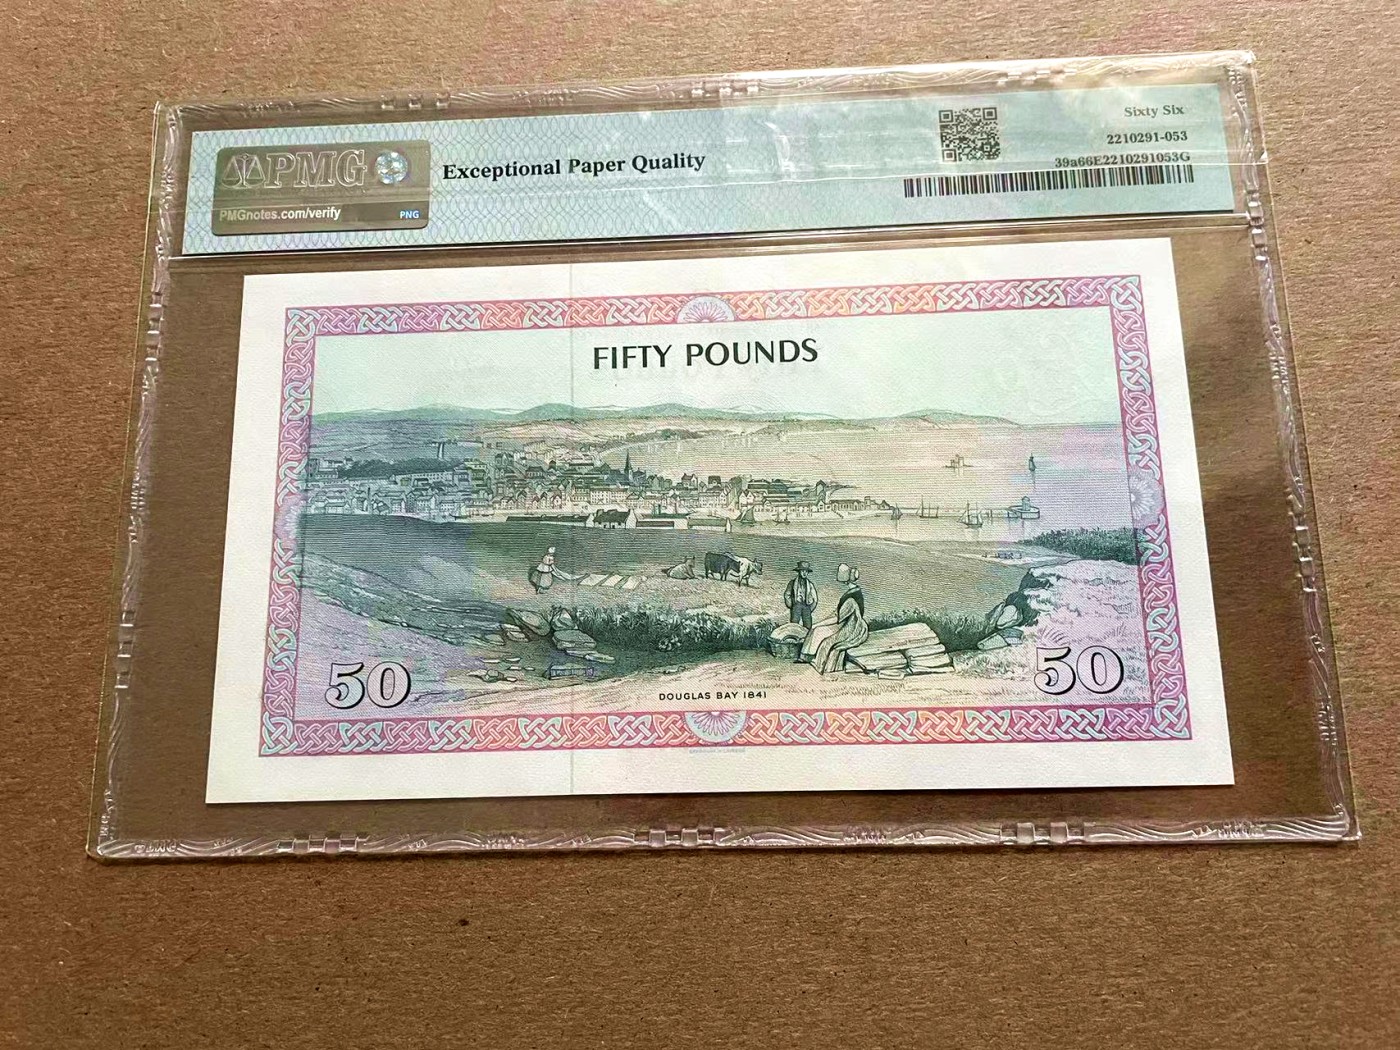 PMG
PMGnotes.com/verify
PNG
Exceptional Paper Quality
Sixty Six
2210291-053
39a66E2210291053G
FIFTY POUNDS
50
50
DOUGLAS BAY 1841